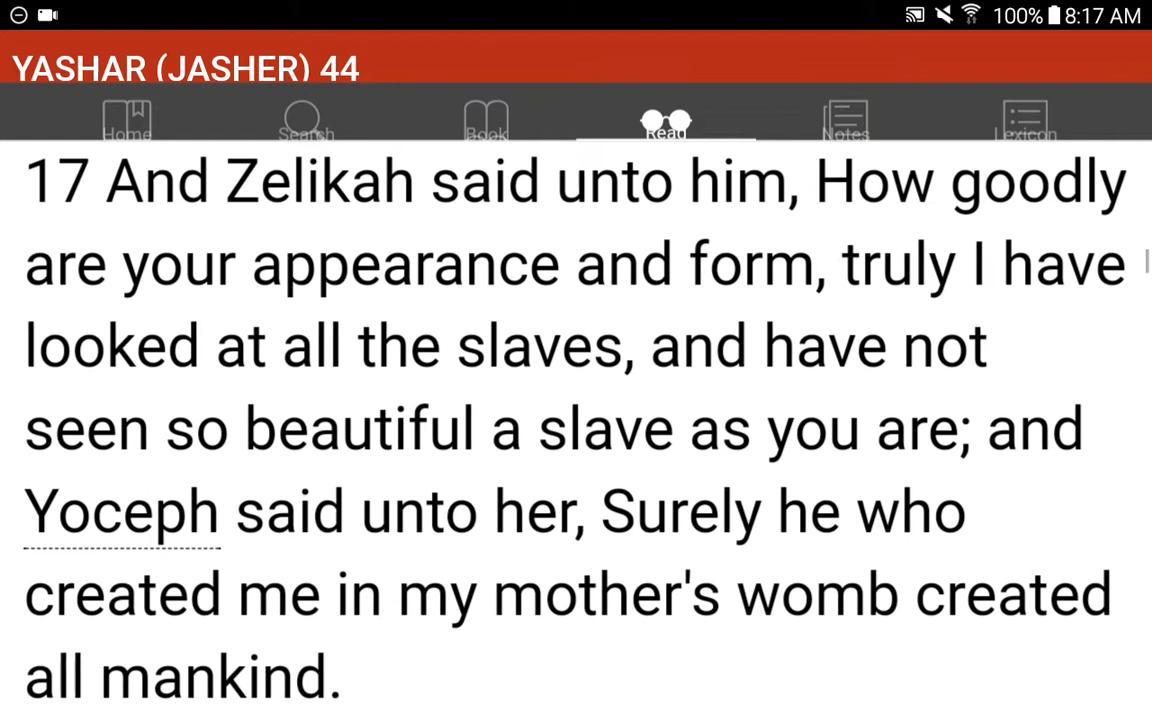 100% 8:17 AM
YASHAR (JASHER) 44
Home Search Book Read Notes Lexicon
17 And Zelikah said unto him, How goodly
are your appearance and form, truly I have
looked at all the slaves, and have not
seen so beautiful a slave as you are; and
Yoceph said unto her, Surely he who
created me in my mother's womb created
all mankind.